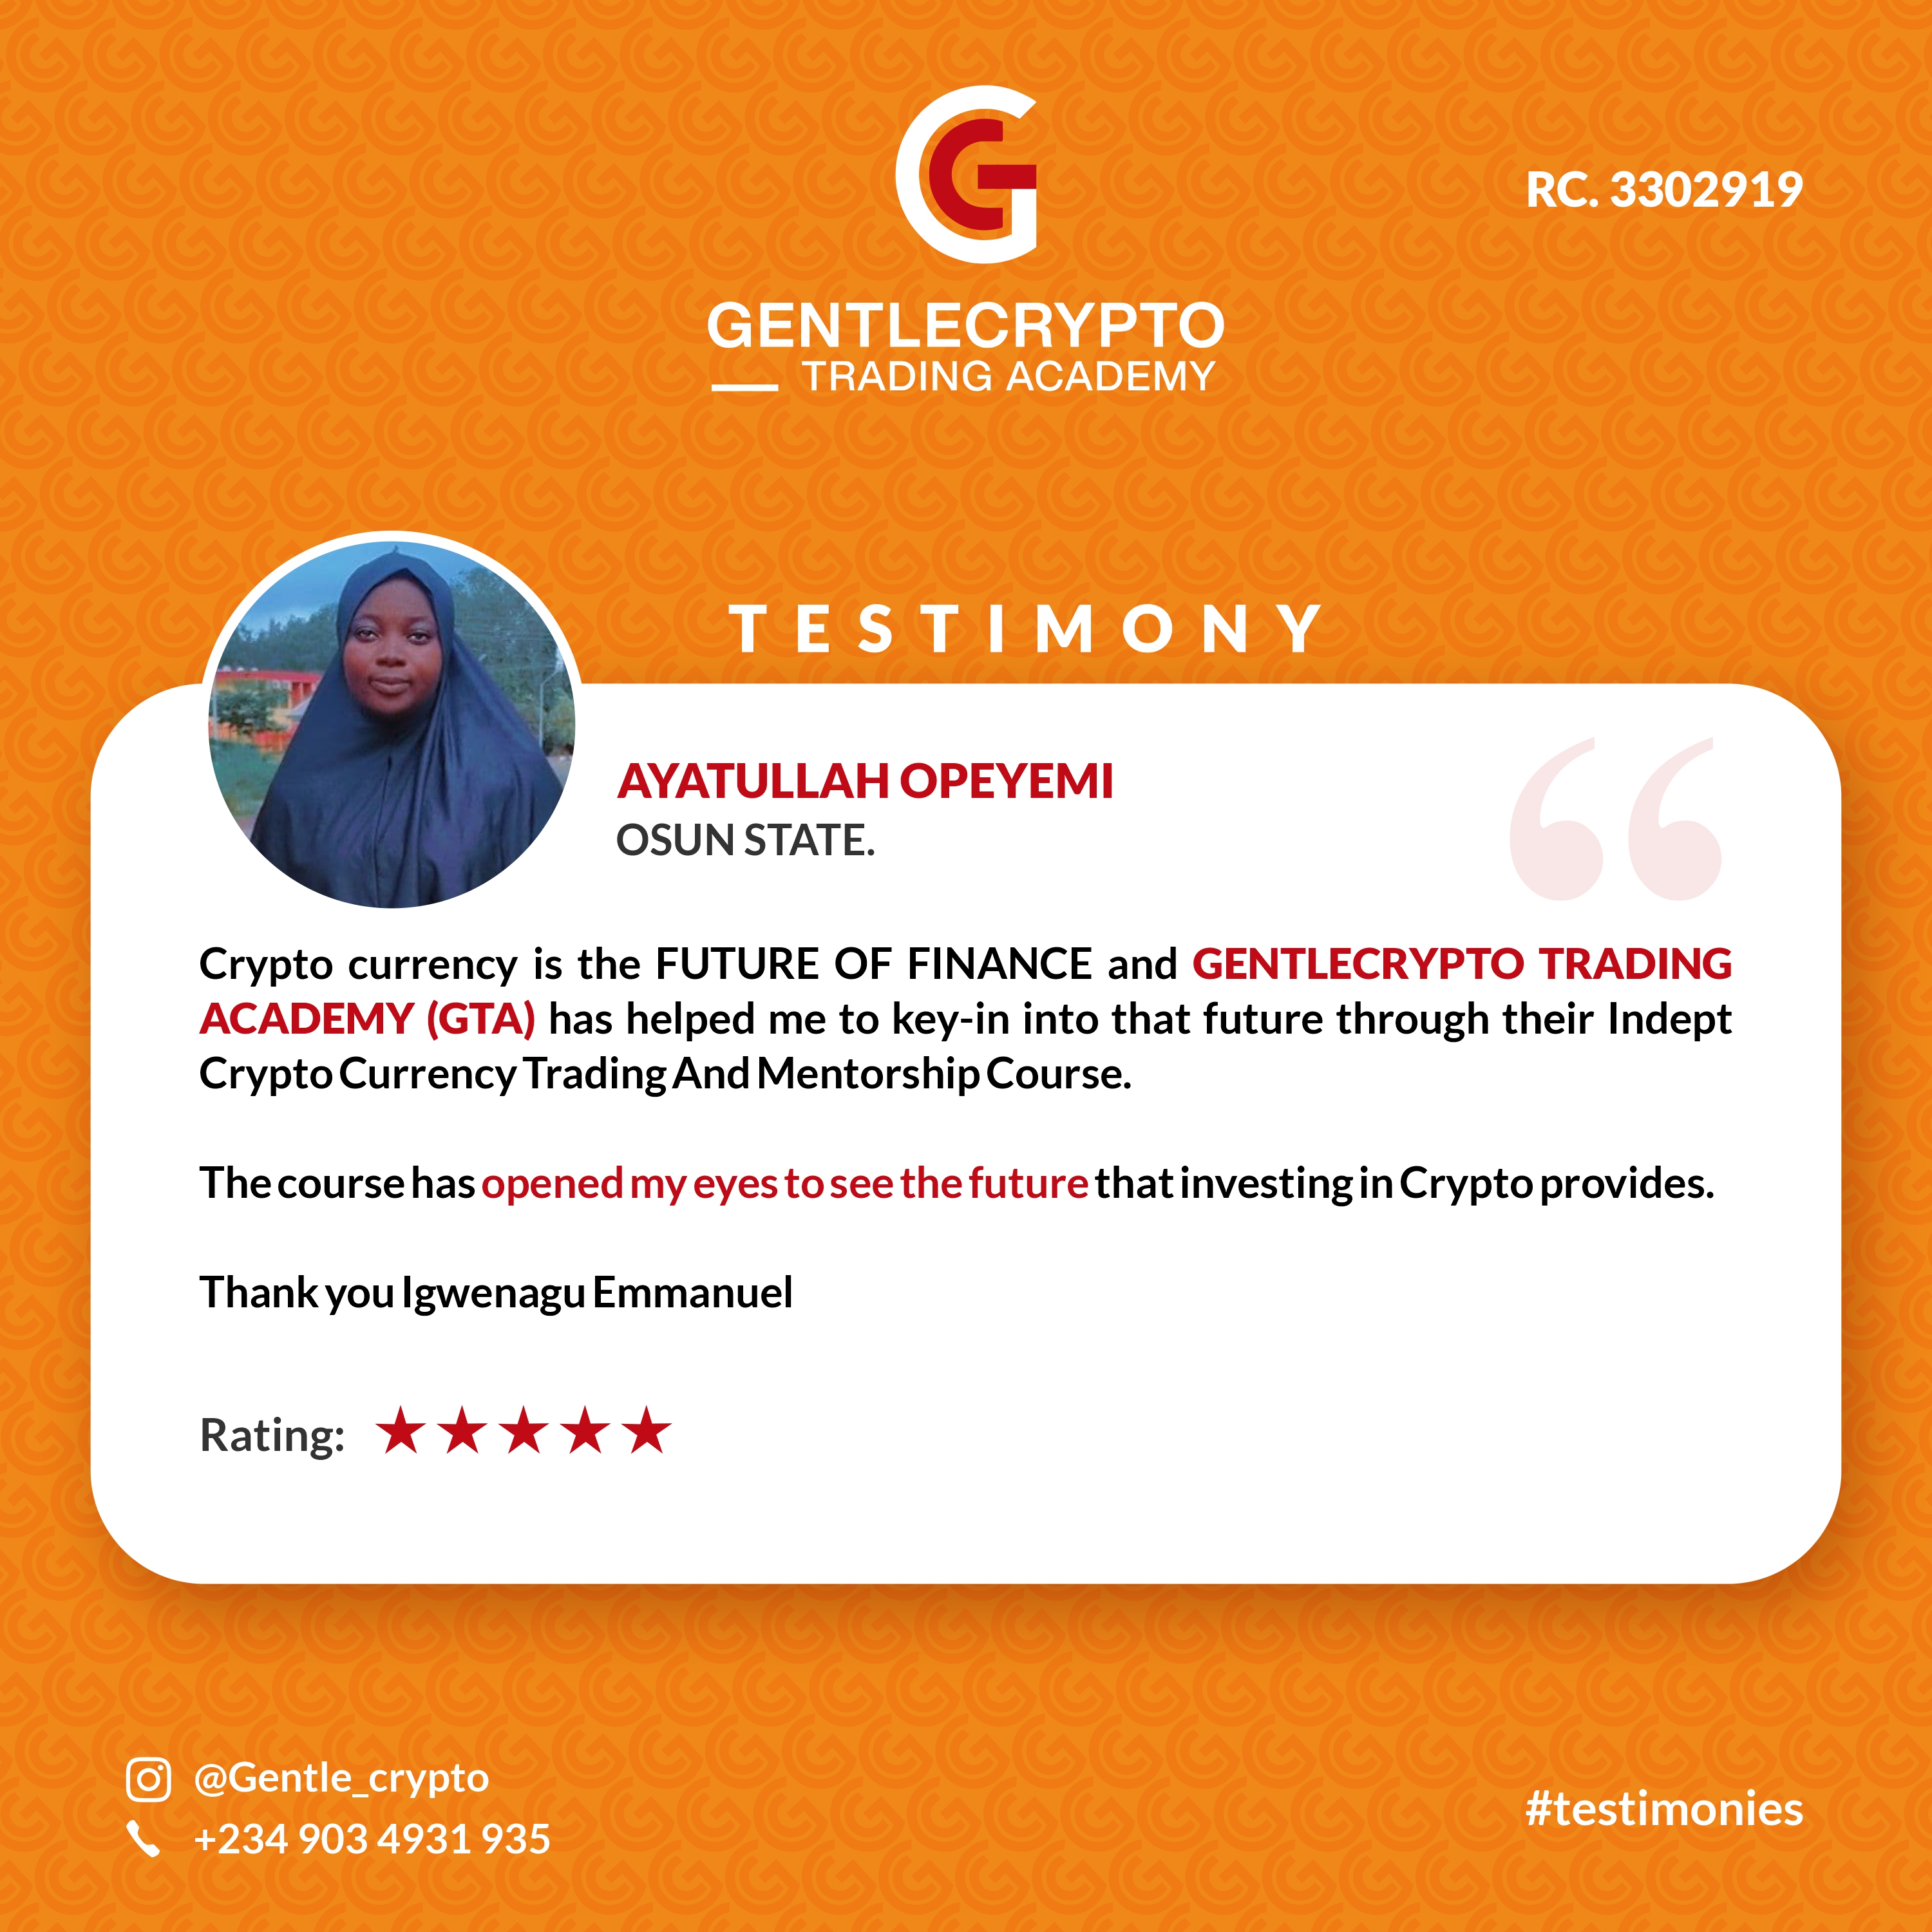 RC. 3302919
GENTLECRYPTO
TRADING ACADEMY
TESTIMONY
AYATULLAH OPEYEMI
OSUN STATE.
Crypto currency is the FUTURE OF FINANCE and GENTLECRYPTO TRADING
ACADEMY (GTA) has helped me to key-in into that future through their Indept
Crypto Currency Trading And Mentorship Course.
The course has opened my eyes to see the future that investing in Crypto provides.
Thank you Igwenagu Emmanuel
Rating: ★★★★★
@Gentle_crypto
+234 903 4931 935
#testimonies